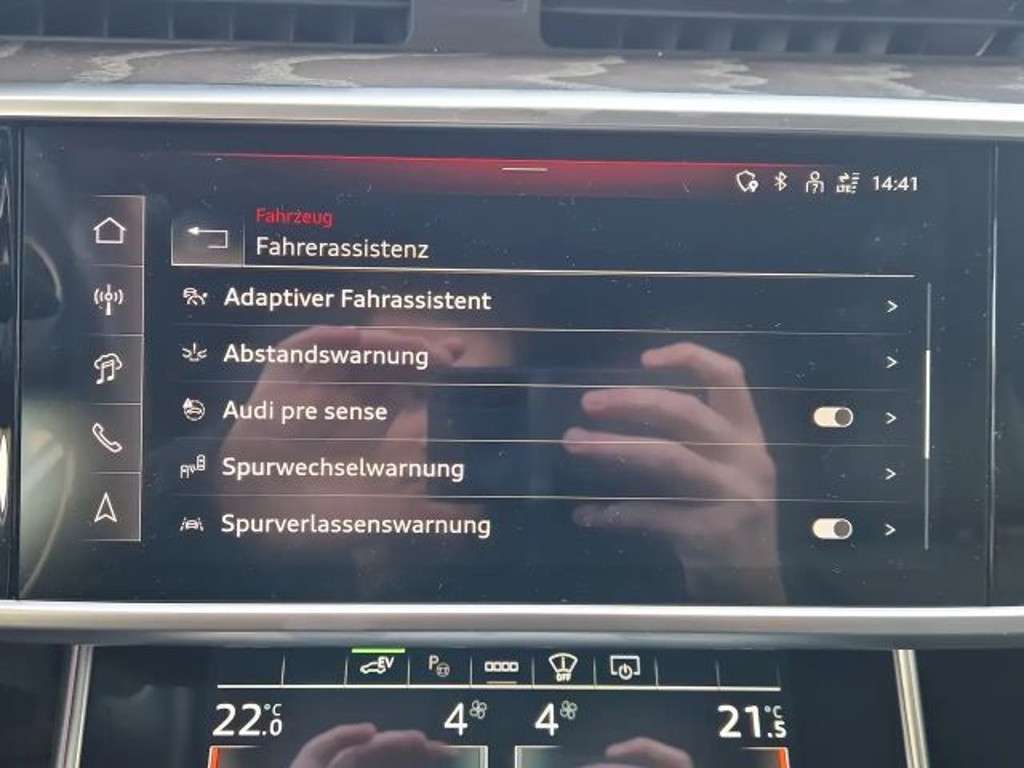 14:41
Fahrzeug
Fahrerassistenz
Adaptiver Fahrassistent
Abstandswarnung
Audi pre sense
Spurwechselwarnung
Spurverlassenswarnung
EV P OFF
22.0°C 4 4 21.5°C